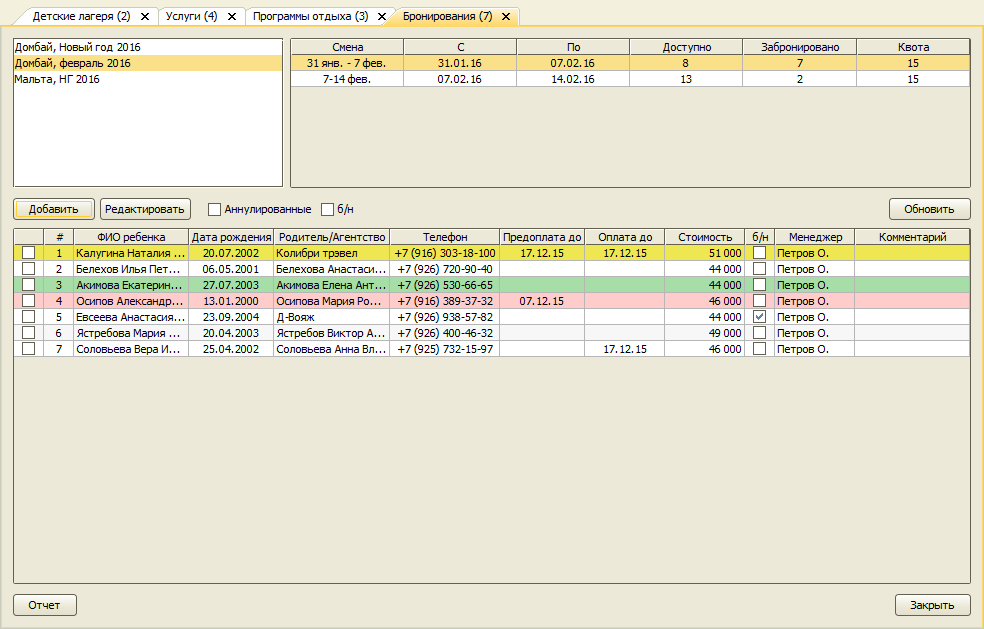 Детские лагеря (2) Услуги (4) Программы отдыха (3) Бронирования (7)
Домбай, Новый год 2016
Домбай, февраль 2016
Мальта, НГ 2016
Смена С По Доступно Забронировано Квота
31 янв. - 7 фев. 31.01.16 07.02.16 8 7 15
7-14 фев. 07.02.16 14.02.16 13 2 15
Добавить Редактировать Аннулированные б/н Обновить
# ФИО ребенка Дата рождения Родитель/Агентство Телефон Предоплата до Оплата до Стоимость б/н Менеджер Комментарий
1 Калугина Наталия ... 20.07.2002 Колибри трэвел +7 (916) 303-18-100 17.12.15 17.12.15 51 000 Петров О.
2 Белехов Илья Пет... 06.05.2001 Белехова Анастаси... +7 (926) 720-90-40 44 000 Петров О.
3 Акимова Екатерин... 27.07.2003 Акимова Елена Ант... +7 (926) 530-66-65 44 000 Петров О.
4 Осипов Александр... 13.01.2000 Осипова Мария Ро... +7 (916) 389-37-32 07.12.15 46 000 Петров О.
5 Евсеева Анастасия... 23.09.2004 Д-Вояж +7 (926) 938-57-82 44 000 Петров О.
6 Ястребова Мария ... 20.04.2003 Ястребов Виктор А... +7 (926) 400-46-32 49 000 Петров О.
7 Соловьева Вера И... 25.04.2002 Соловьева Анна Вл... +7 (925) 732-15-97 17.12.15 46 000 Петров О.
Отчет Закрыть